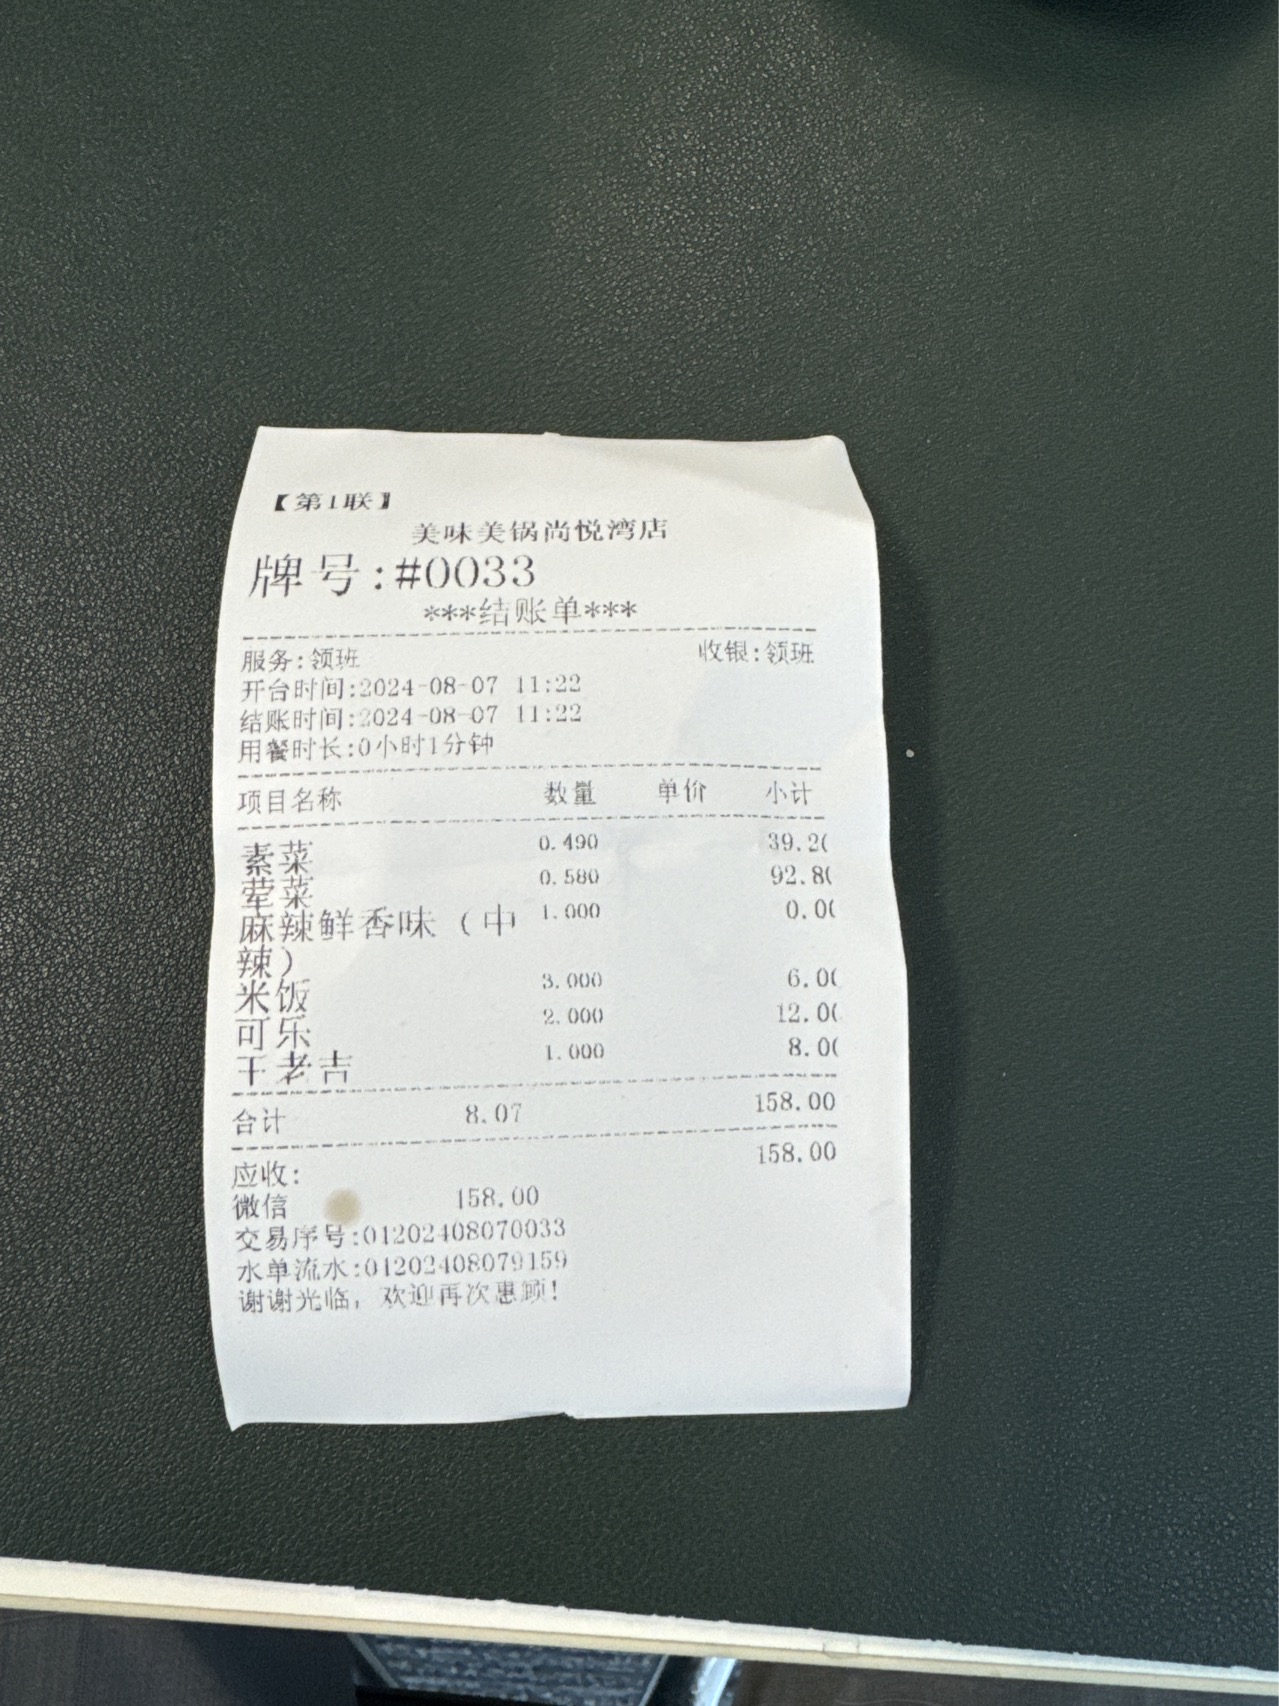 【第1联】
美味美锅尚悦湾店
牌号:#0033
***结账单***
服务:领班 收银:领班
开台时间:2024-08-07 11:22
结账时间:2024-08-07 11:22
用餐时长:0小时1分钟
项目名称 数量 单价 小计
素菜 0.490 39.20
荤菜 0.580 92.80
麻辣鲜香味（中 1.000 0.00
辣）
米饭 3.000 6.00
可乐 2.000 12.00
王老吉 1.000 8.00
合计 8.07 158.00
应收: 158.00
微信 158.00
交易序号:01202408070033
水单流水:01202408079159
谢谢光临，欢迎再次惠顾!